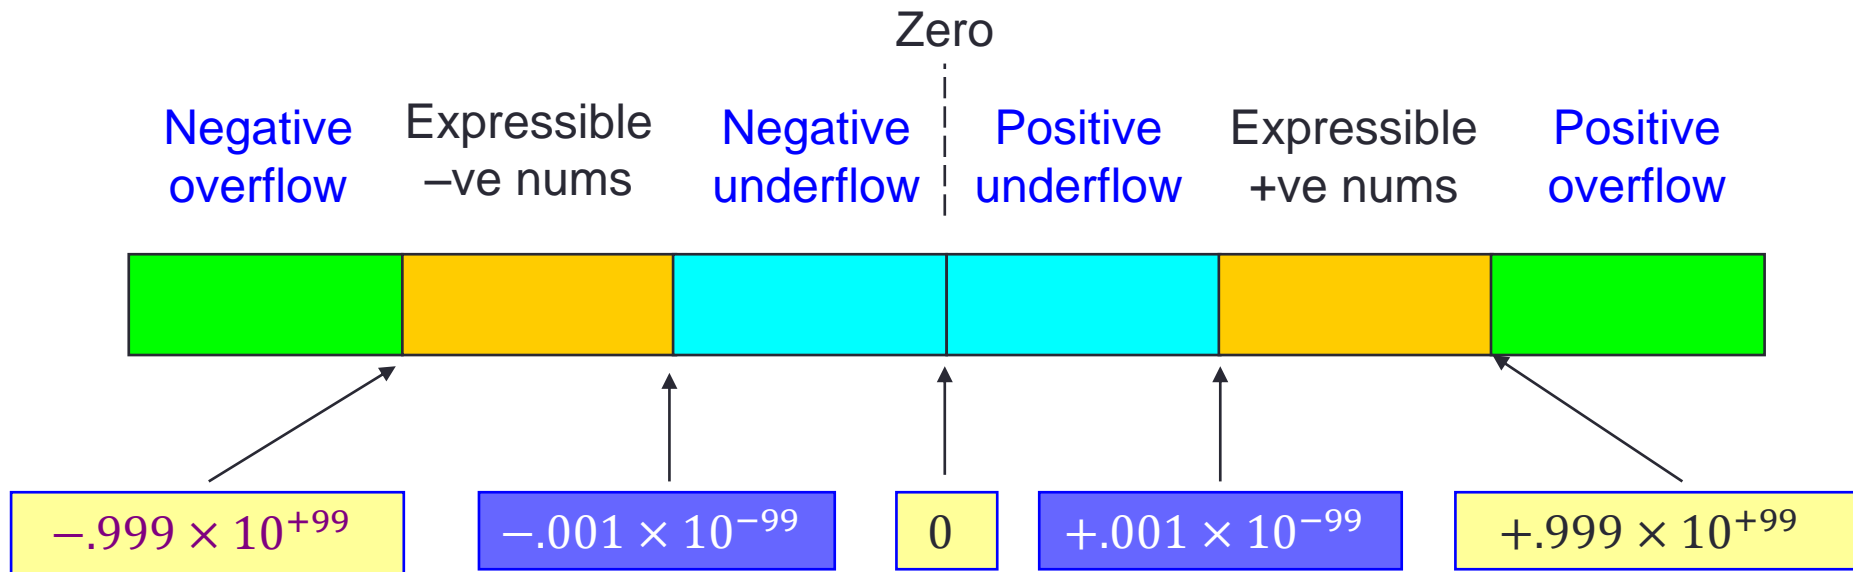 Zero
Negative overflow
Expressible –ve nums
Negative underflow
Positive underflow
Expressible +ve nums
Positive overflow
−.999 × 10⁺⁹⁹
−.001 × 10⁻⁹⁹
0
+.001 × 10⁻⁹⁹
+.999 × 10⁺⁹⁹